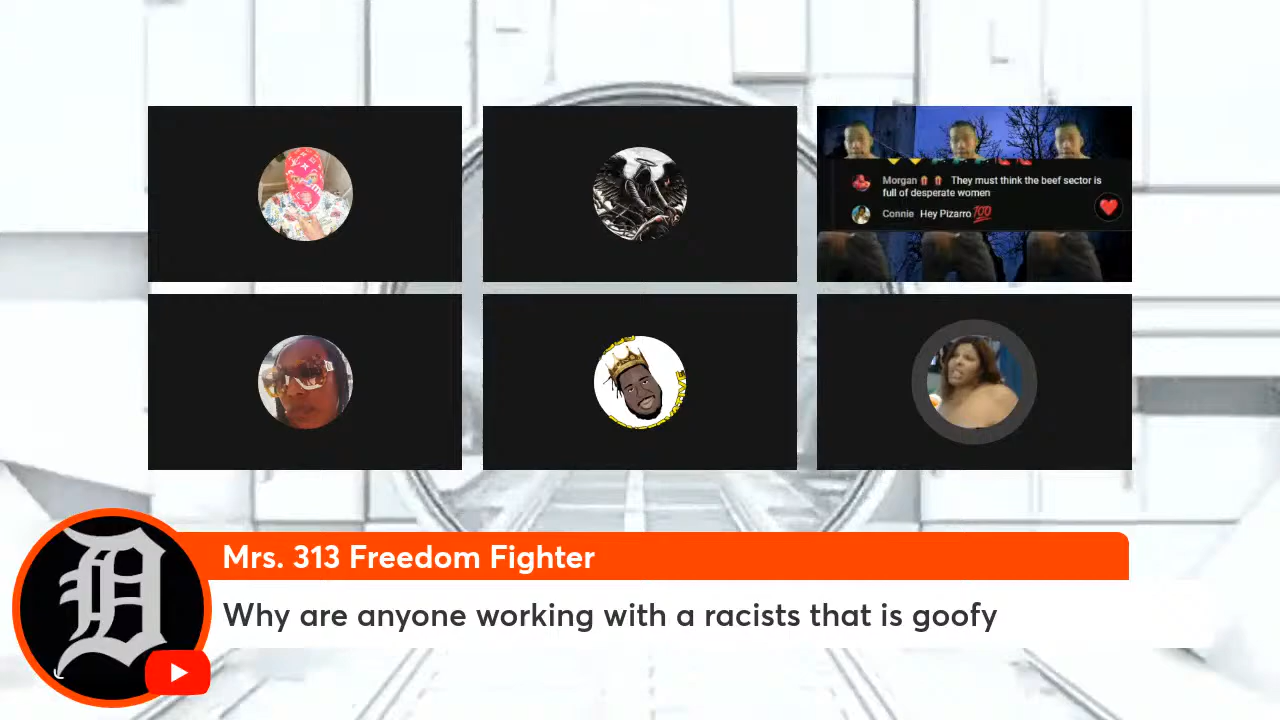 Morgan They must think the beef sector is
full of desperate women
Connie Hey Pizarro 💯
Mrs. 313 Freedom Fighter
Why are anyone working with a racists that is goofy